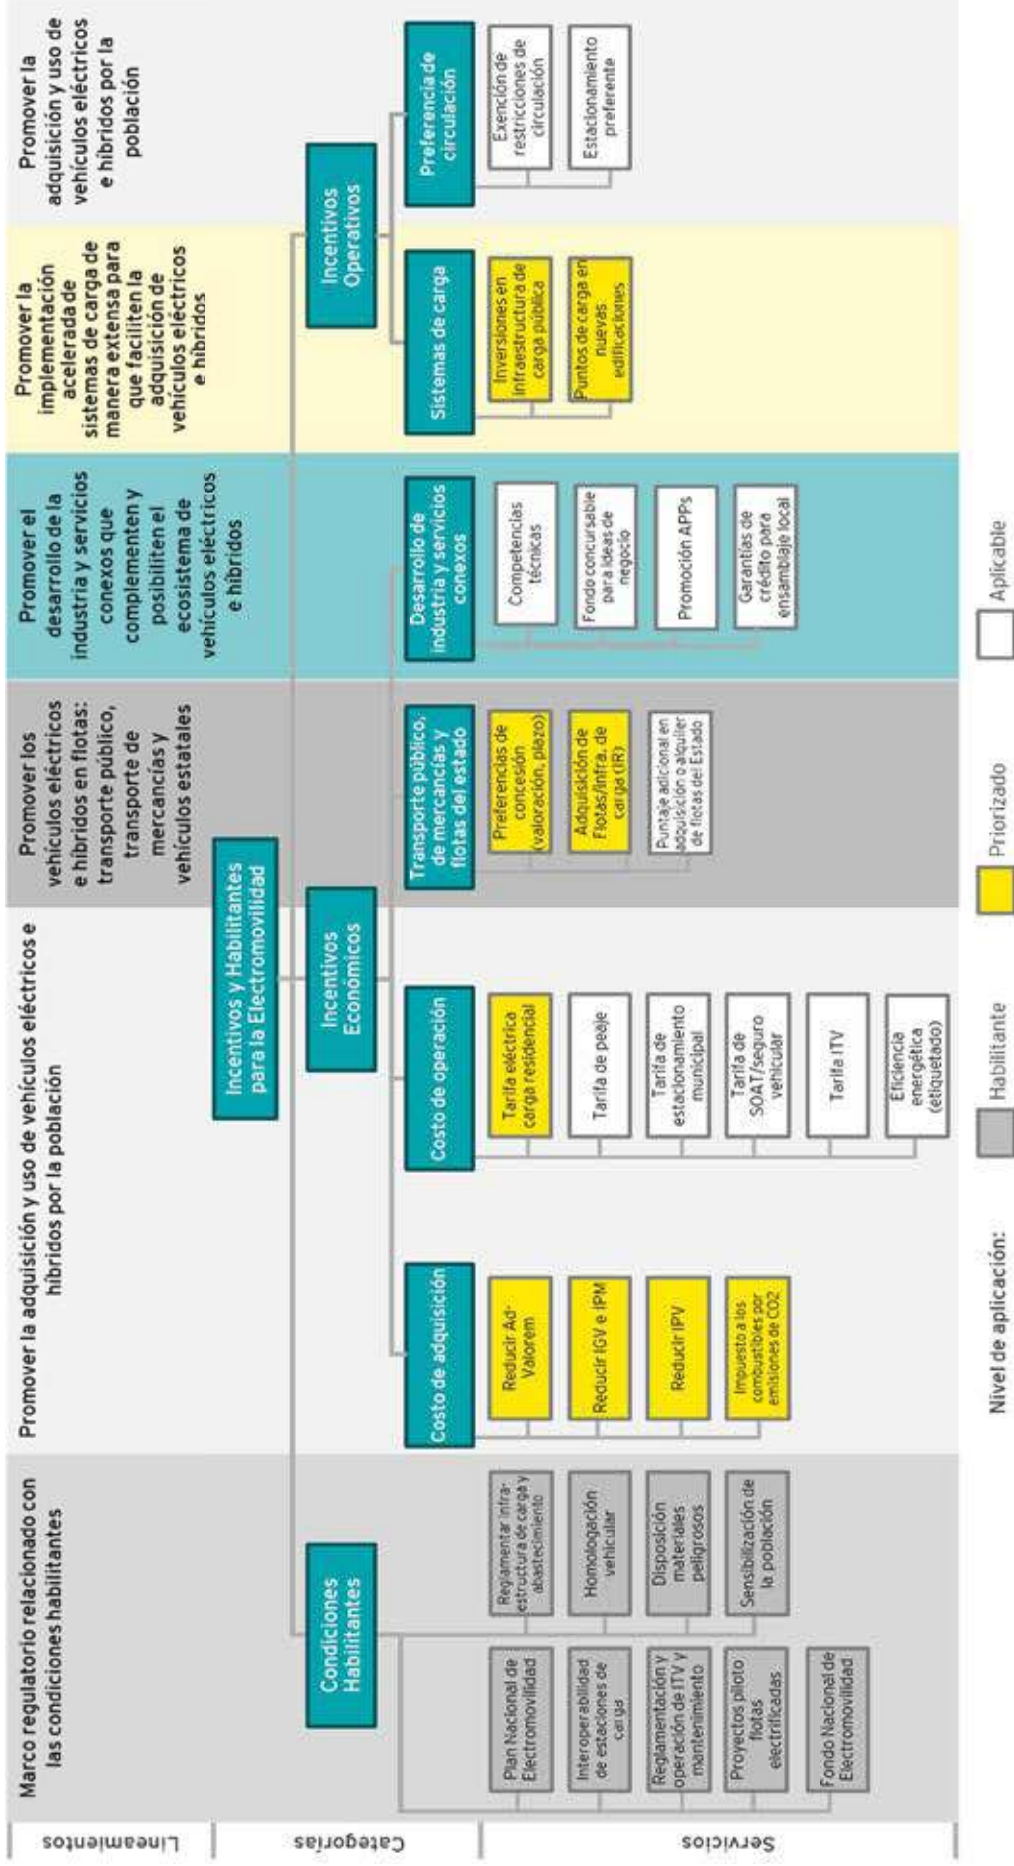 Lineamientos
Marco regulatorio relacionado con
las condiciones habilitantes
Promover la adquisición y uso de vehículos eléctricos e
híbridos por la población
Promover los
vehículos eléctricos
e híbridos en flotas:
transporte público,
transporte de
mercancías y
vehículos estatales
Promover el
desarrollo de la
industria y servicios
conexos que
complementen y
posibiliten el
ecosistema de
vehículos eléctricos
e híbridos
Promover la
implementación
acelerada de
sistemas de carga de
manera extensa para
que faciliten la
adquisición de
vehículos eléctricos
e híbridos
Promover la
adquisición y uso de
vehículos eléctricos
e híbridos por la
población
Categorías
Incentivos y Habilitantes
para la Electromovilidad
Condiciones
Habilitantes
Incentivos
Económicos
Incentivos
Operativos
Costo de adquisición
Costo de operación
Transporte público,
de mercancías y
flotas del estado
Desarrollo de
industria y servicios
conexos
Sistemas de carga
Preferencia de
circulación
Servicios
Plan Nacional de
Electromovilidad
Interoperabilidad
de estaciones de
carga
Reglamentación y
operación de ITV y
mantenimiento
Proyectos piloto
flotas
electrificadas
Fondo Nacional de
Electromovilidad
Reglamentar infra-
estructura de carga y
abastecimiento
Homologación
vehicular
Disposición
materiales
peligrosos
Sensibilización de
la población
Reducir Ad-
Valorem
Reducir IGV e IPM
Reducir IPV
Impuesto a los
combustibles por
emisiones de CO2
Tarifa eléctrica
carga residencial
Tarifa de peaje
Tarifa de
estacionamiento
municipal
Tarifa de
SOAT/seguro
vehicular
Tarifa ITV
Eficiencia
energética
(etiquetado)
Preferencias de
concesión
(valoración, plazo)
Adquisición de
Flotas/Infra. de
carga (IR)
Puntaje adicional en
adquisición o alquiler
de flotas del Estado
Competencias
técnicas
Fondo concursable
para ideas de
negocio
Promoción APPs
Garantías de
crédito para
ensamblaje local
Inversiones en
infraestructura de
carga pública
Puntos de carga en
nuevas
edificaciones
Exención de
restricciones de
circulación
Estacionamiento
preferente
Nivel de aplicación:
Habilitante
Priorizado
Aplicable